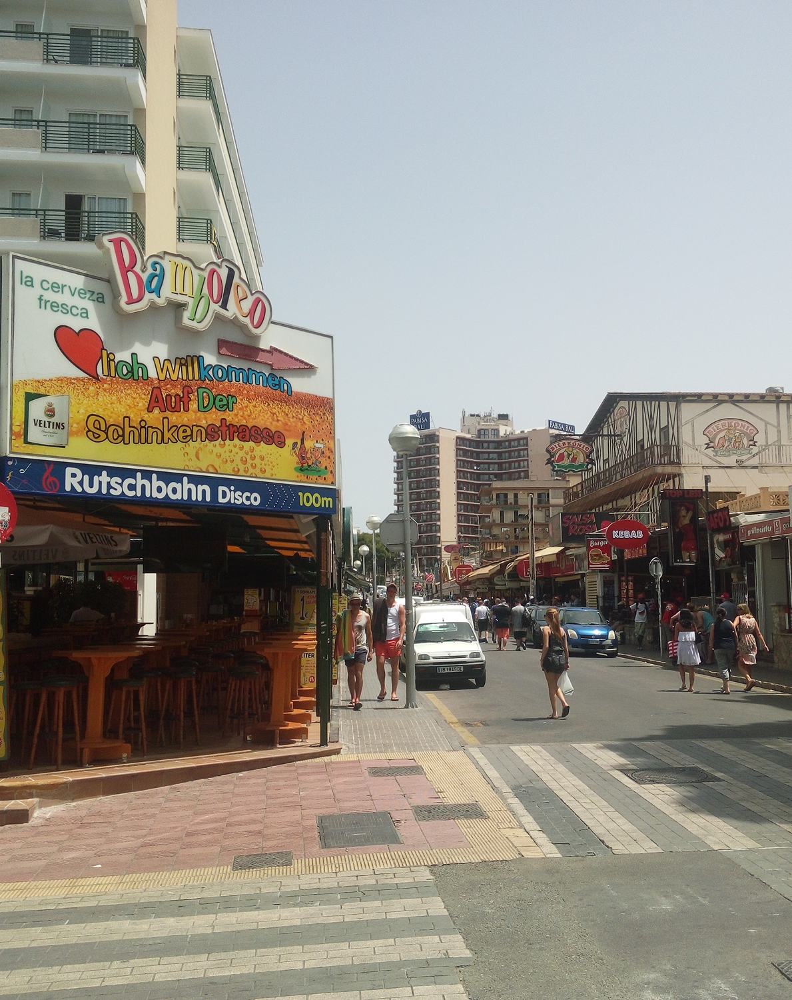 Bamboleo
la cerveza
fresca
lich Willkommen
Auf Der
Schinkenstrasse
VELTINS
Rutschbahn Disco 100m
VELTINS
PABISA
BALI
PABISA BALI
BIERKÖNIG
BIERKÖNIG
SALSA
ROSA
KEBAB
Burger
TOP LESS
grillmeister
IB 1849 BL